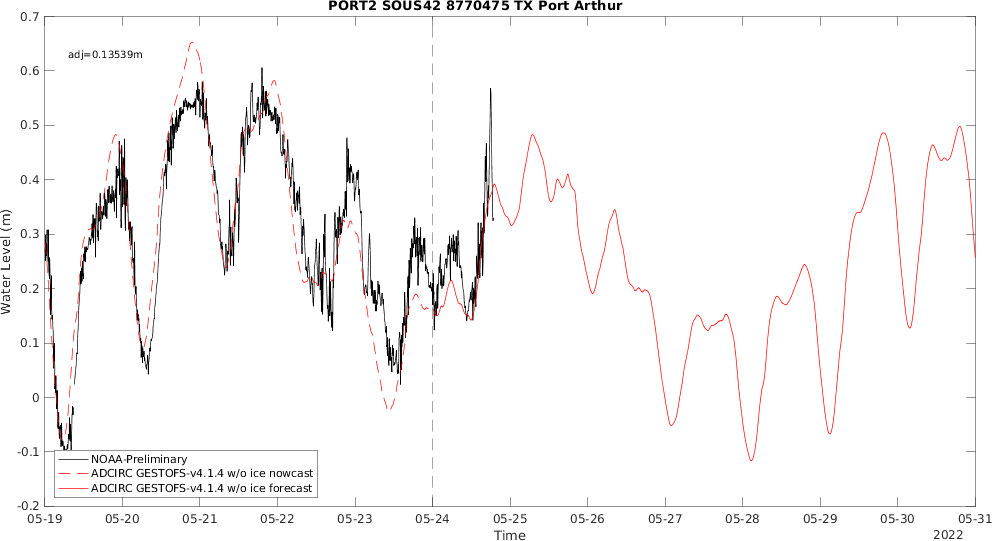 PORT2 SOUS42 8770475 TX Port Arthur
adj=0.13539m
Water Level (m)
0.7
0.6
0.5
0.4
0.3
0.2
0.1
0
-0.1
-0.2
NOAA-Preliminary
ADCIRC GESTOFS-v4.1.4 w/o ice nowcast
ADCIRC GESTOFS-v4.1.4 w/o ice forecast
05-19 05-20 05-21 05-22 05-23 05-24 05-25 05-26 05-27 05-28 05-29 05-30 05-31
Time
2022